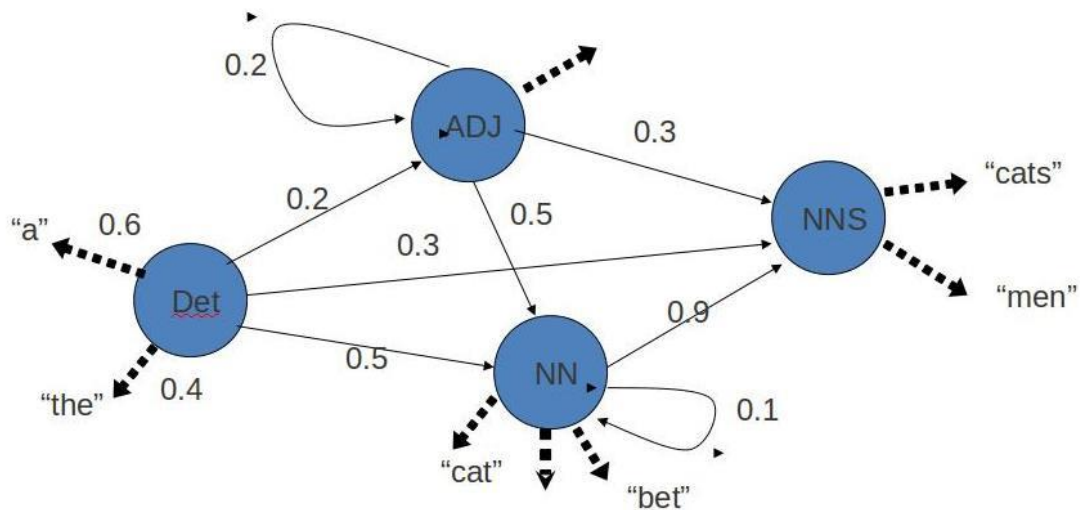 0.2
ADJ
0.3
“cats”
0.2
0.5
NNS
“a”
0.6
0.3
“men”
Det
0.9
0.5
NN
“the”
0.4
0.1
“cat”
“bet”